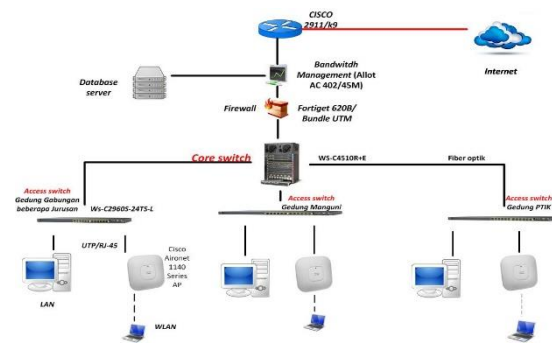 CISCO
2911/k9
Internet
Bandwitdh
Management (Allot
AC 402/45M)
Database
server
Firewall
Fortiget 620B/
Bundle UTM
Core switch
WS-C4510R+E
Fiber optik
Access switch
Gedung Gabungan
beberapa Jurusan
Ws-C2960S-24TS-L
Access switch
Gedung Manguni
Access switch
Gedung PTIK
UTP/RJ-45
Cisco
Aironet
1140
Series
AP
LAN
WLAN